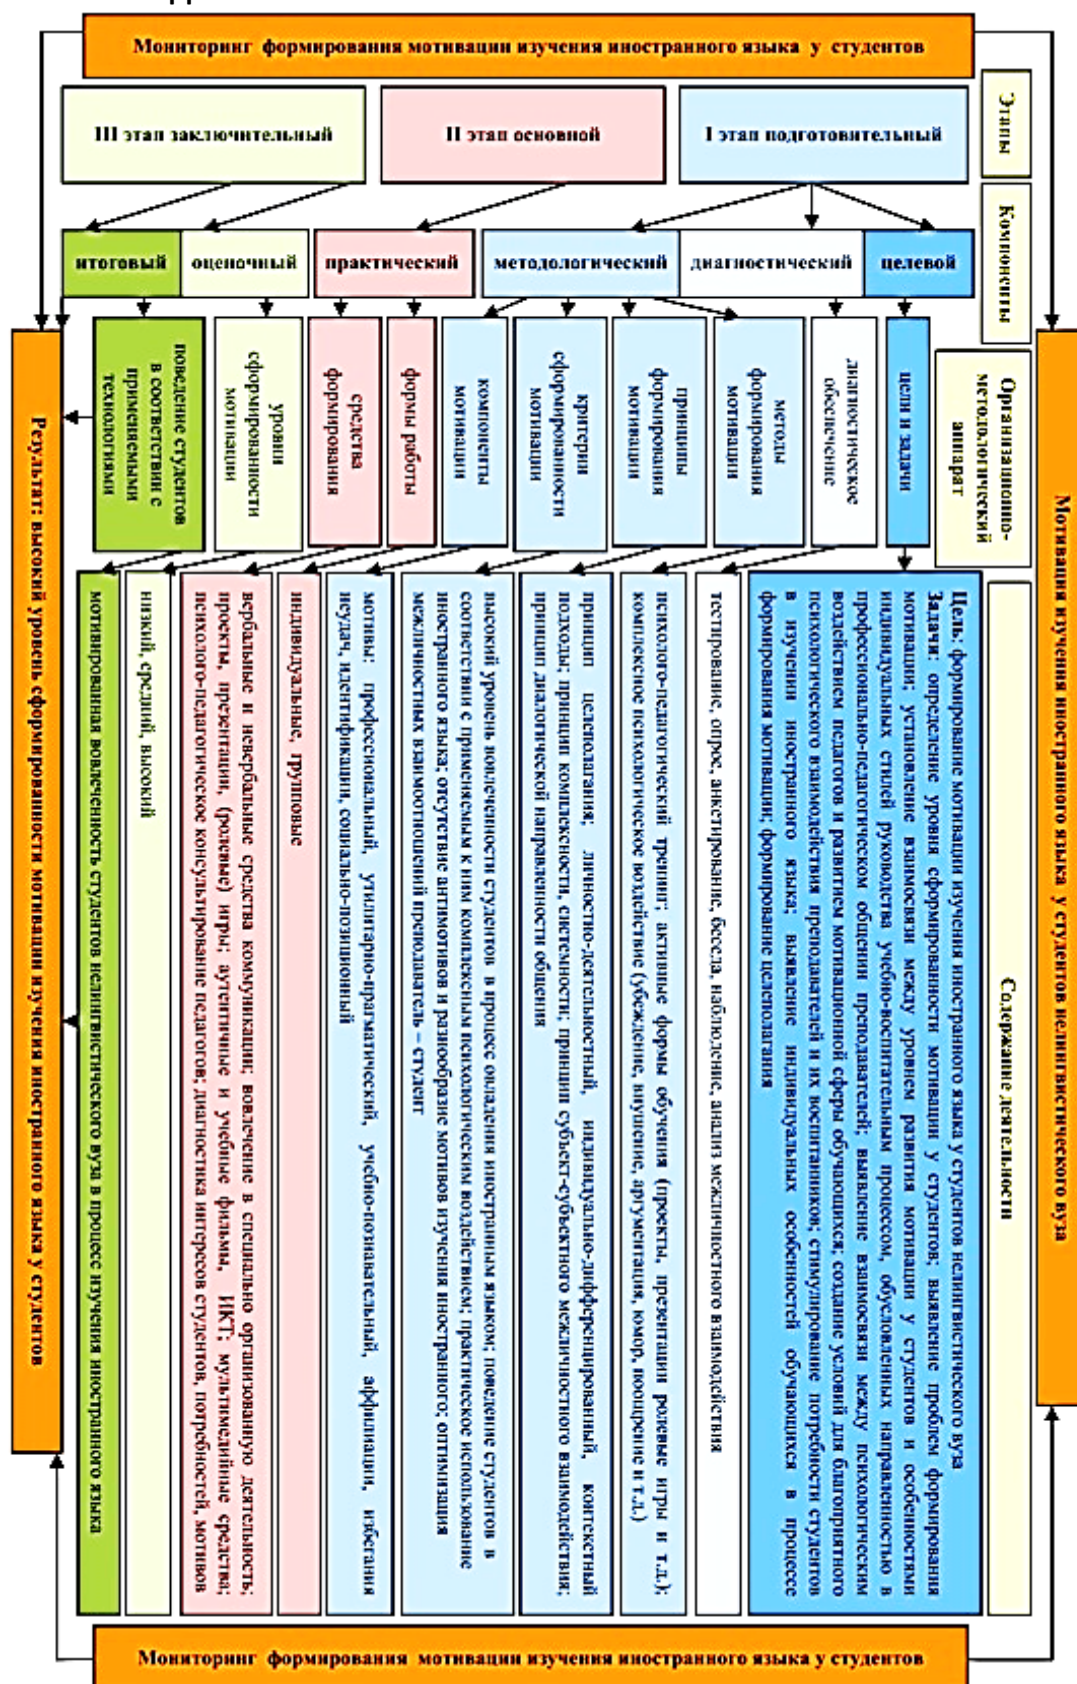 Мониторинг формирования мотивации изучения иностранного языка у студентов
Этапы
I этап подготовительный
II этап основной
III этап заключительный
Компоненты
целевой
диагностический
методологический
практический
оценочный
итоговый
Мотивация изучения иностранного языка у студентов нелингвистического вуза
Организационно-
методологический
аппарат
цели и задачи
диагностическое
обеспечение
методы
формирования
мотивации
принципы
формирования
мотивации
критерии
сформированности
мотивации
компоненты
мотивации
формы работы
средства
формирования
уровни
сформированности
мотивации
поведение студентов
в соответствии с
применяемыми
технологиями
Содержание деятельности
Цель: формирование мотивации изучения иностранного языка у студентов нелингвистического вуза
Задачи: определение уровня сформированности мотивации у студентов; выявление проблем формирования
мотивации; установление взаимосвязи между уровнем развития мотивации у студентов и особенностями
индивидуальных стилей руководства учебно-воспитательным процессом, обусловленных направленностью в
профессионально-педагогическом общении преподавателей; выявление взаимосвязи между психологическим
воздействием педагогов и развитием мотивационной сферы обучающихся; создание условий для благоприятного
психологического взаимодействия преподавателей и их воспитанников; стимулирование потребности студентов
в изучении иностранного языка; выявление индивидуальных особенностей обучающихся в процессе
формирования мотивации; формирование целеполагания
тестирование, опрос, анкетирование, беседа, наблюдение, анализ межличностного взаимодействия
психолого-педагогический тренинг; активные формы обучения (проекты, презентации ролевые игры и т.д.);
комплексное психологическое воздействие (убеждение, внушение, аргументация, юмор, поощрение и т.д.)
принцип целеполагания; личностно-деятельностный, индивидуально-дифференцированный, контекстный
подходы; принцип комплексности, системности; принцип субъект-субъектного межличностного взаимодействия;
принцип диалогической направленности общения
высокий уровень вовлеченности студентов в процесс овладения иностранным языком; поведение студентов в
соответствии с применяемым к ним комплексным психологическим воздействием; практическое использование
иностранного языка; отсутствие антимотивов и разнообразие мотивов изучения иностранного; оптимизация
межличностных взаимоотношений преподаватель – студент
мотивы: профессиональный, утилитарно-прагматический, учебно-познавательный, аффилиации, избегания
неудач, идентификации, социально-позиционный
индивидуальные, групповые
вербальные и невербальные средства коммуникации; вовлечение в специально организованную деятельность;
проекты, презентации, (ролевые) игры; аутентичные и учебные фильмы, ИКТ; мультимедийные средства;
психолого-педагогическое консультирование педагогов; диагностика интересов студентов, потребностей, мотивов
низкий, средний, высокий
мотивированная вовлеченность студентов нелингвистического вуза в процесс изучения иностранного языка
Результат: высокий уровень сформированности мотивации изучения иностранного языка у студентов
Мониторинг формирования мотивации изучения иностранного языка у студентов